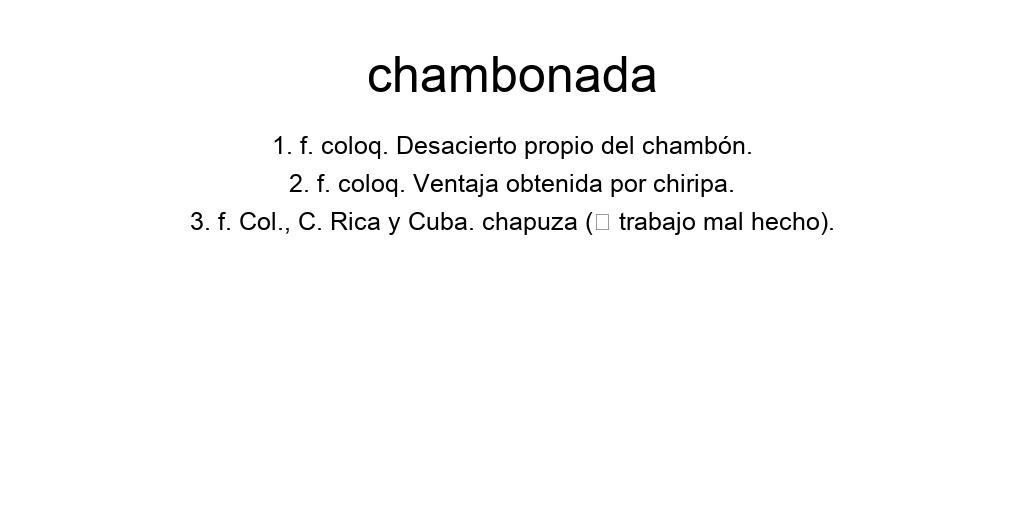 chambonada
1. f. coloq. Desacierto propio del chambón.
2. f. coloq. Ventaja obtenida por chiripa.
3. f. Col., C. Rica y Cuba. chapuza (▯ trabajo mal hecho).